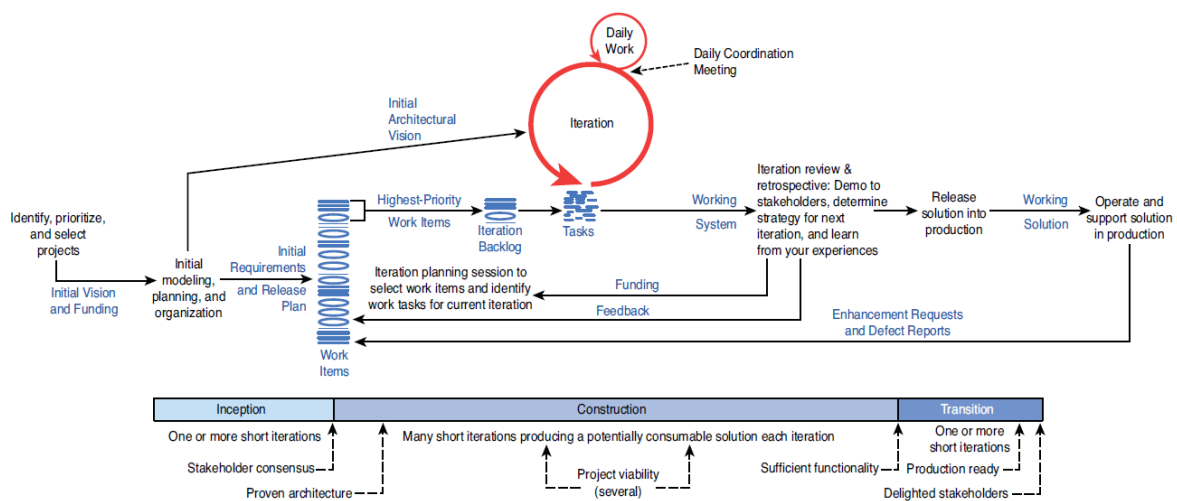 Daily
Work
Daily Coordination
Meeting
Initial
Architectural
Vision
Iteration
Identify, prioritize,
and select
projects
Initial Vision
and Funding
Initial
modeling,
planning, and
organization
Initial
Requirements
and Release
Plan
Work
Items
Highest-Priority
Work Items
Iteration
Backlog
Tasks
Working
System
Iteration review &
retrospective: Demo to
stakeholders, determine
strategy for next
iteration, and learn
from your experiences
Release
solution into
production
Working
Solution
Operate and
support solution
in production
Iteration planning session to
select work items and identify
work tasks for current iteration
Funding
Feedback
Enhancement Requests
and Defect Reports
Inception
Construction
Transition
One or more short iterations
Many short iterations producing a potentially consumable solution each iteration
One or more
short iterations
Stakeholder consensus
Proven architecture
Project viability
(several)
Sufficient functionality
Production ready
Delighted stakeholders